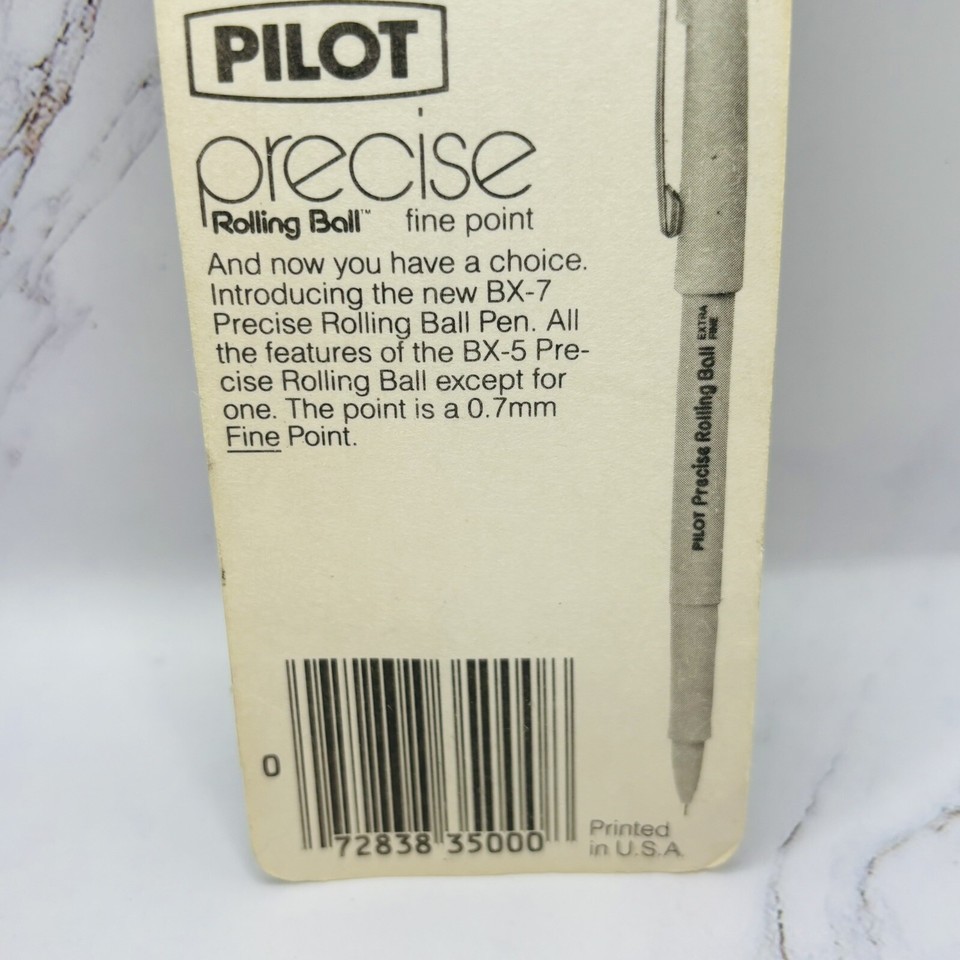 PILOT
precise
Rolling Ball™ fine point
And now you have a choice.
Introducing the new BX-7
Precise Rolling Ball Pen. All
the features of the BX-5 Pre-
cise Rolling Ball except for
one. The point is a 0.7mm
Fine Point.
PILOT Precise Rolling Ball EXTRA
FINE
0
72838 35000
Printed
in U.S.A.